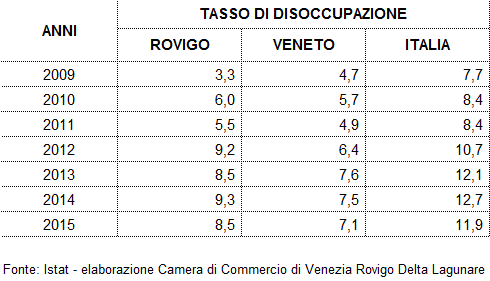 TASSO DI DISOCCUPAZIONE
ANNI
ROVIGO VENETO ITALIA
2009 3,3 4,7 7,7
2010 6,0 5,7 8,4
2011 5,5 4,9 8,4
2012 9,2 6,4 10,7
2013 8,5 7,6 12,1
2014 9,3 7,5 12,7
2015 8,5 7,1 11,9
Fonte: Istat - elaborazione Camera di Commercio di Venezia Rovigo Delta Lagunare